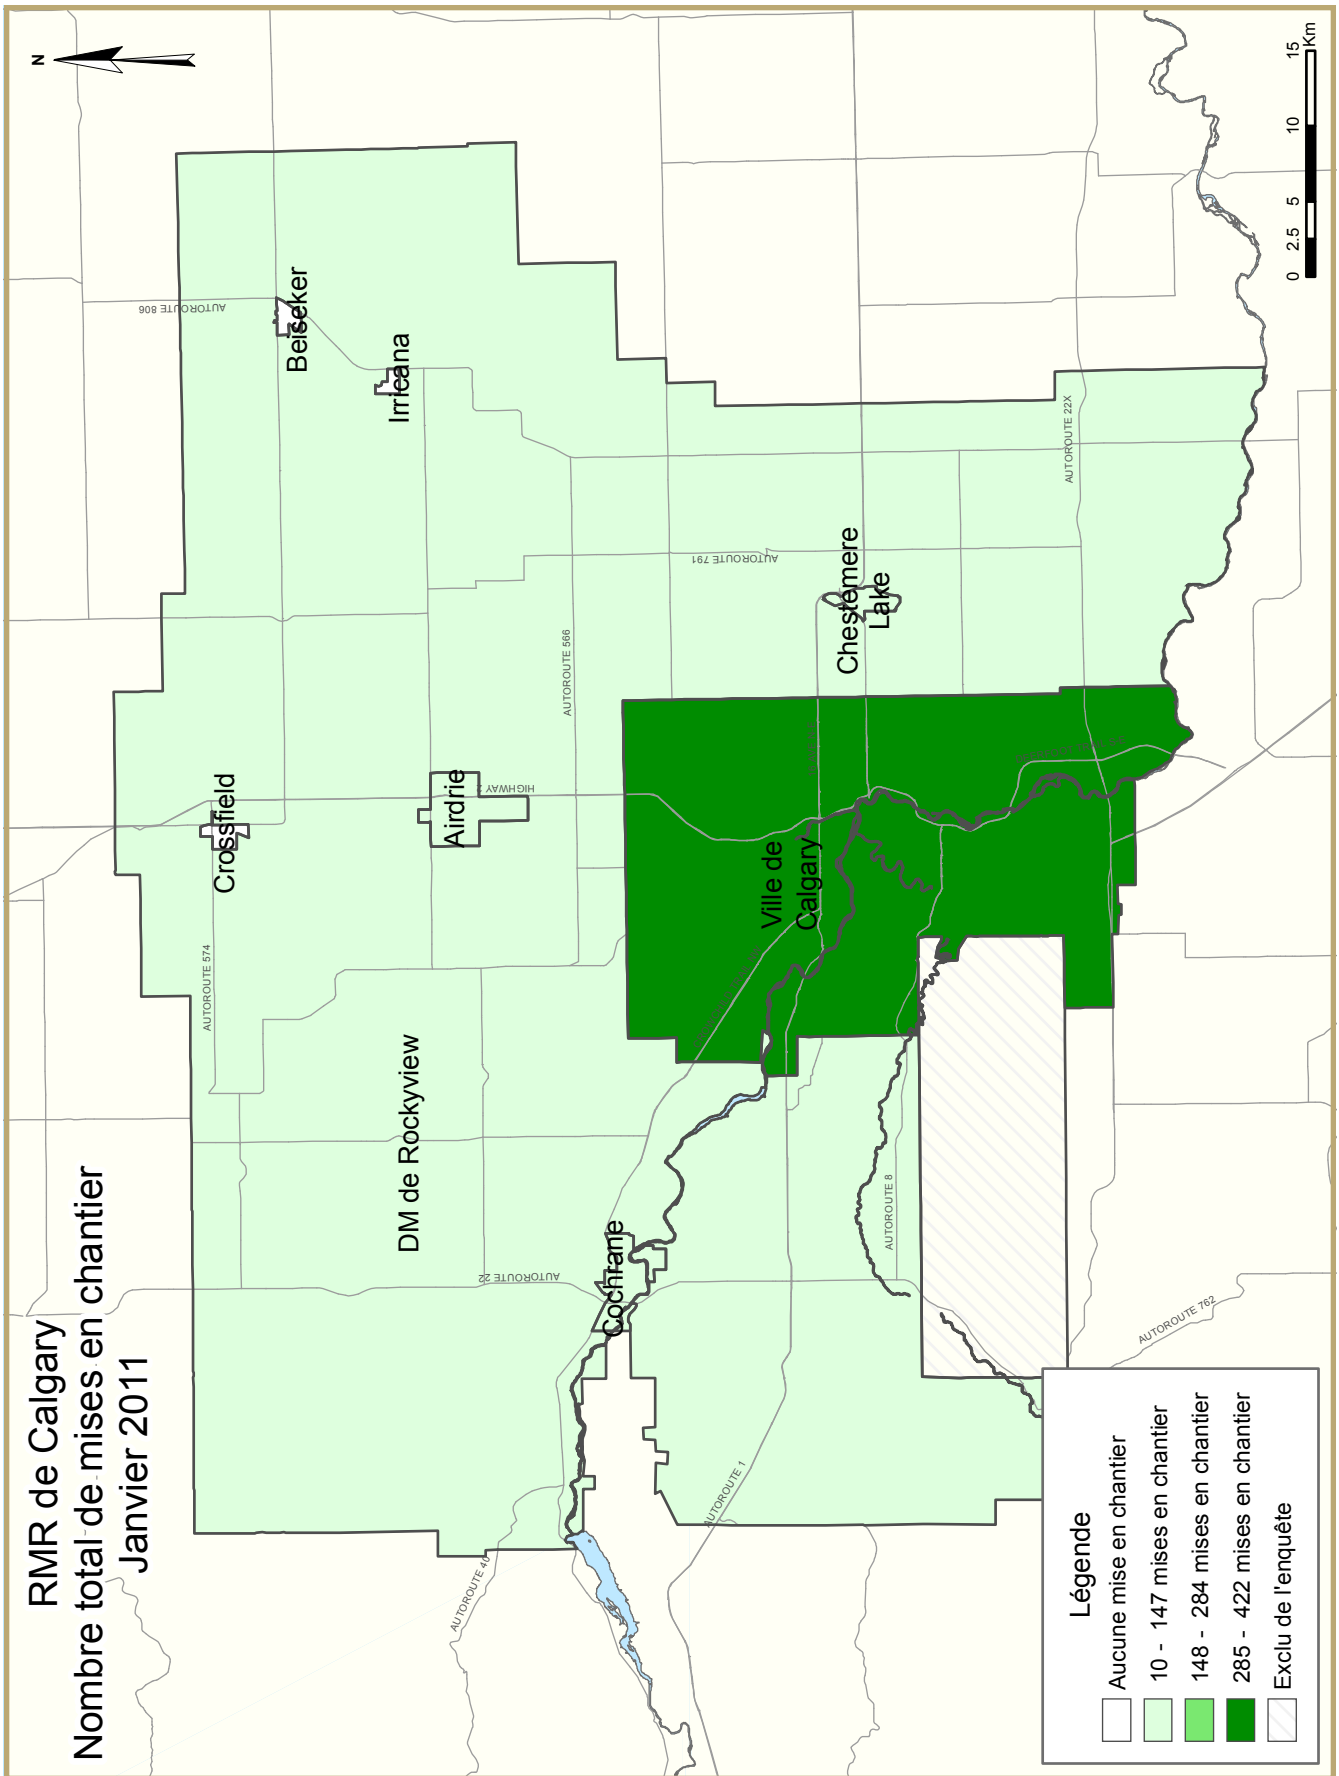 RMR de Calgary
Nombre total de mises en chantier
Janvier 2011
N
AUTOROUTE 806
Beiseker
Irricana
Crossfield
AUTOROUTE 574
Airdrie
HIGHWAY 2
AUTOROUTE 566
DM de Rockyview
AUTOROUTE 22
Cochrane
AUTOROUTE 40
AUTOROUTE 1
AUTOROUTE 791
Chestemere
Lake
AUTOROUTE 22X
Ville de
Calgary
AUTOROUTE 8
AUTOROUTE 762
Légende
Aucune mise en chantier
10 - 147 mises en chantier
148 - 284 mises en chantier
285 - 422 mises en chantier
Exclu de l'enquête
0 2.5 5 10 15
Km